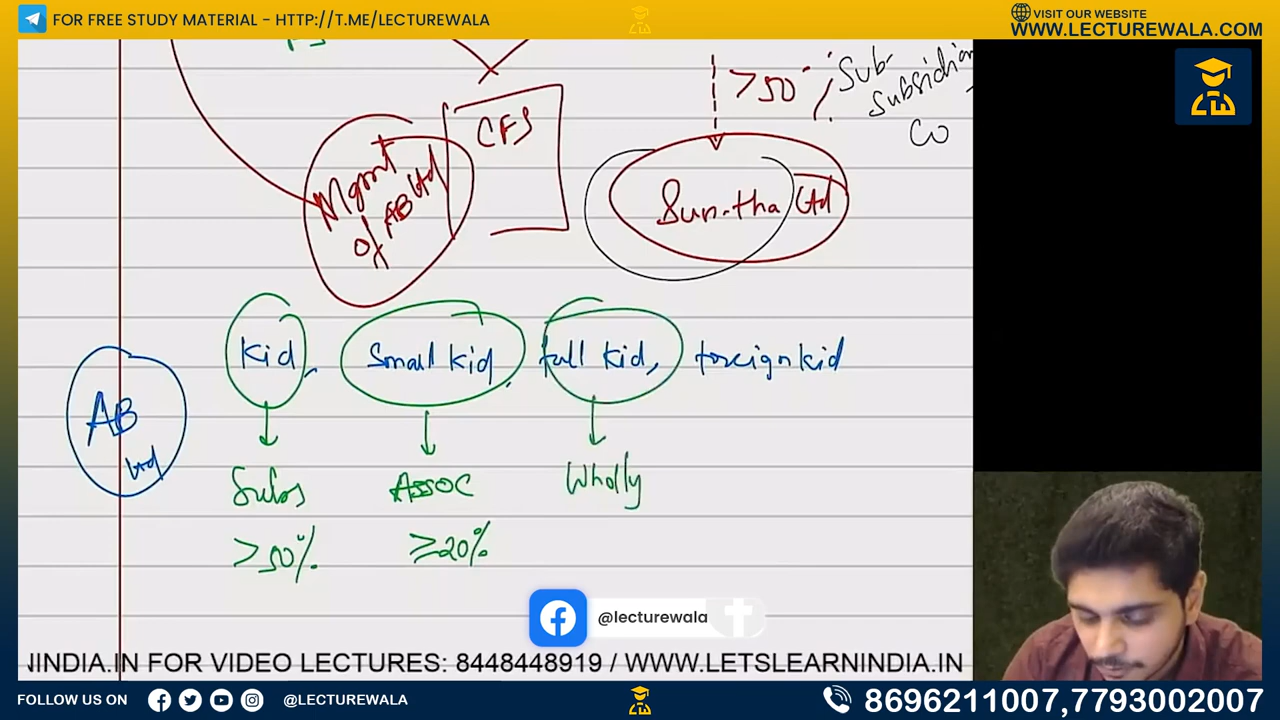 FOR FREE STUDY MATERIAL - HTTP://T.ME/LECTUREWALA
VISIT OUR WEBSITE
WWW.LECTUREWALA.COM
>50%
Sub-
Subsidiary
Co
CFS
Mgmt
of AB Ltd
Sun-tha Ltd
AB
Ltd
Kid, Small kid, tall kid, foreign kid
Subs
ASSOC
Wholly
>50%
≥20%
@lecturewala
NINDIA.IN FOR VIDEO LECTURES: 8448448919 / WWW.LETSLEARNINDIA.IN
FOLLOW US ON
@LECTUREWALA
8696211007,7793002007